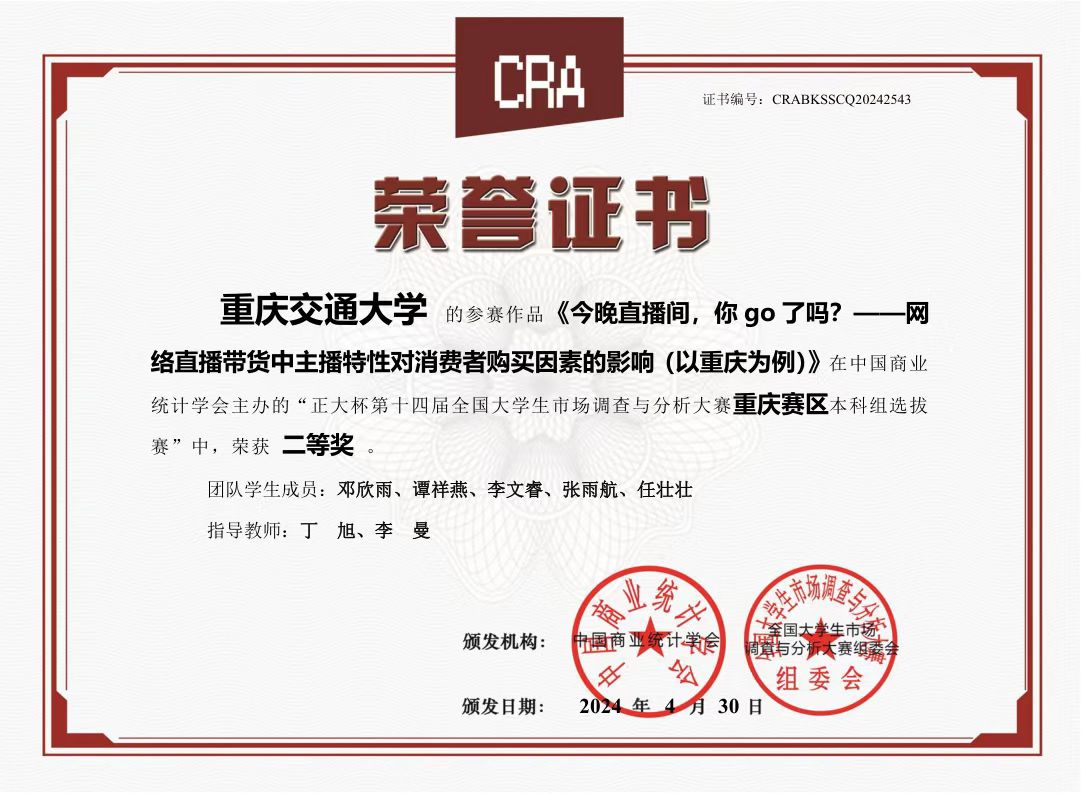 CRA
证书编号：CRABKSSCQ20242543
荣誉证书
重庆交通大学 的参赛作品《今晚直播间，你 go 了吗？——网
络直播带货中主播特性对消费者购买因素的影响（以重庆为例）》在中国商业
统计学会主办的“正大杯第十四届全国大学生市场调查与分析大赛重庆赛区本科组选拔
赛”中，荣获 二等奖 。
团队学生成员：邓欣雨、谭祥燕、李文睿、张雨航、任壮壮
指导教师：丁 旭、李 曼
颁发机构：
中国商业统计学会
中国商业统计学会
全国大学生市场调查与分析大赛
全国大学生市场
调查与分析大赛组委会
组委会
颁发日期： 2024 年 4 月 30 日